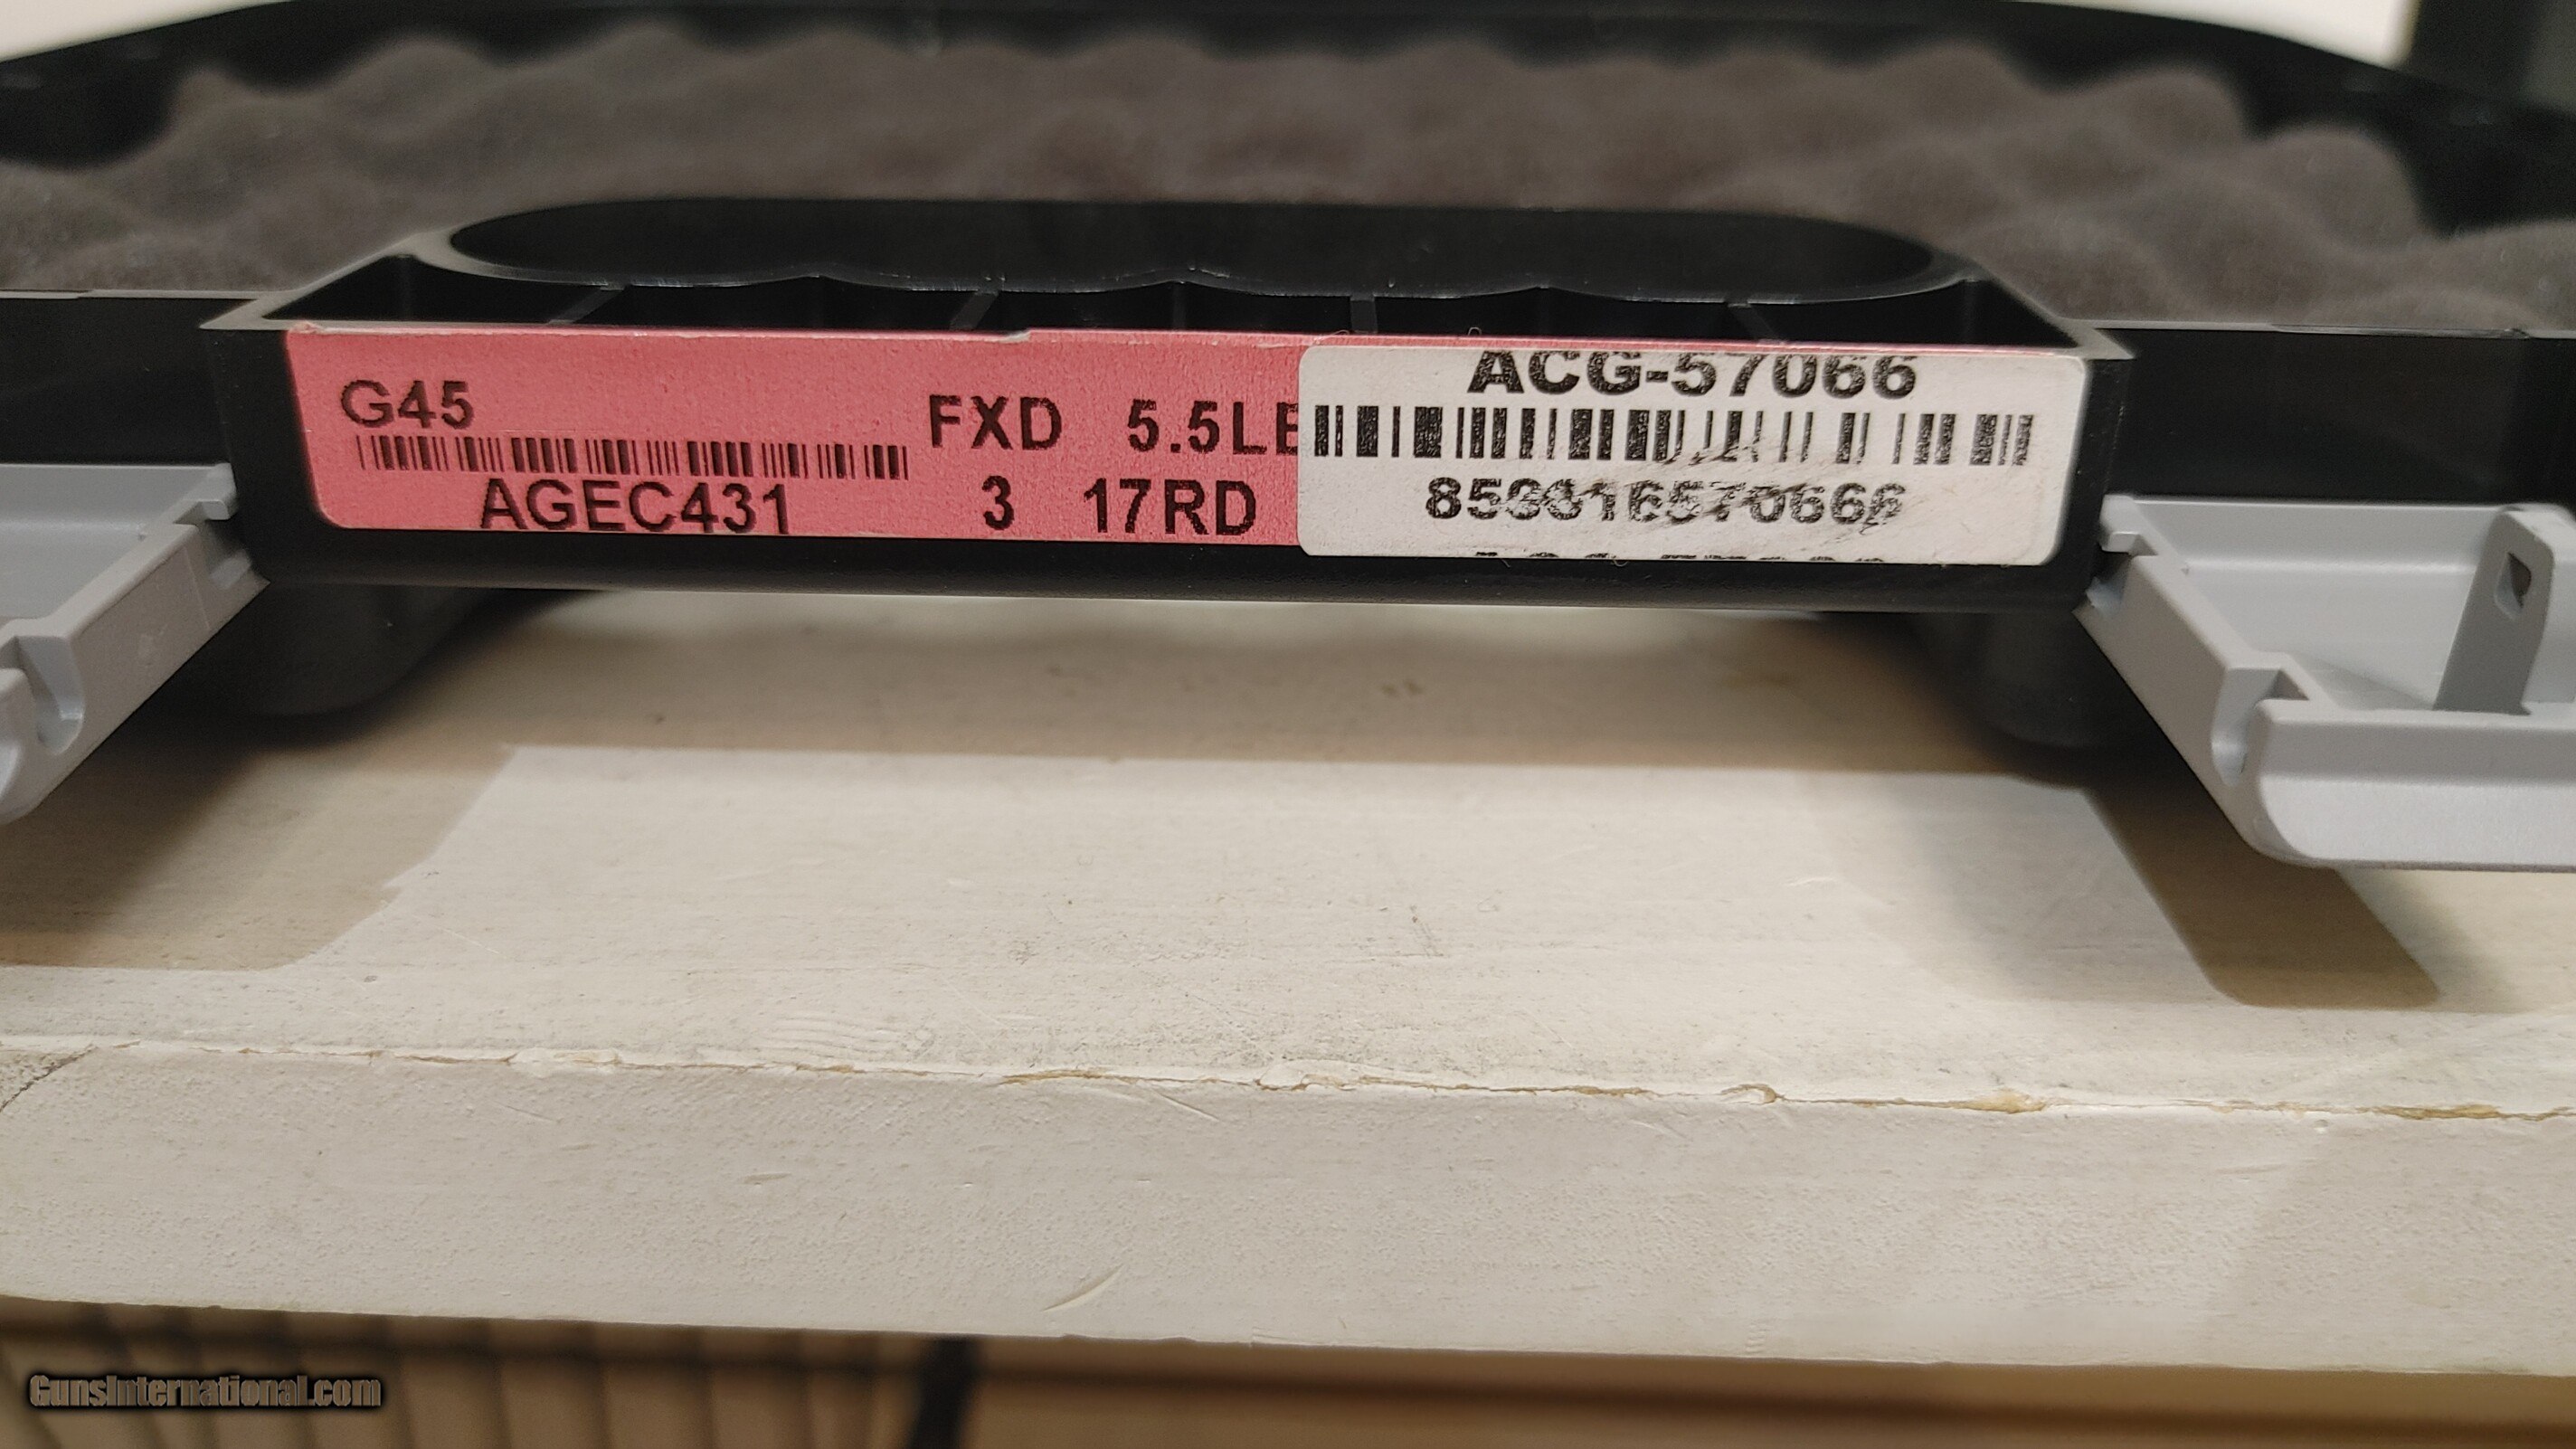 G45
AGEC431
FXD 5.5LB
3 17RD
ACG-57066
GunsInternational.com